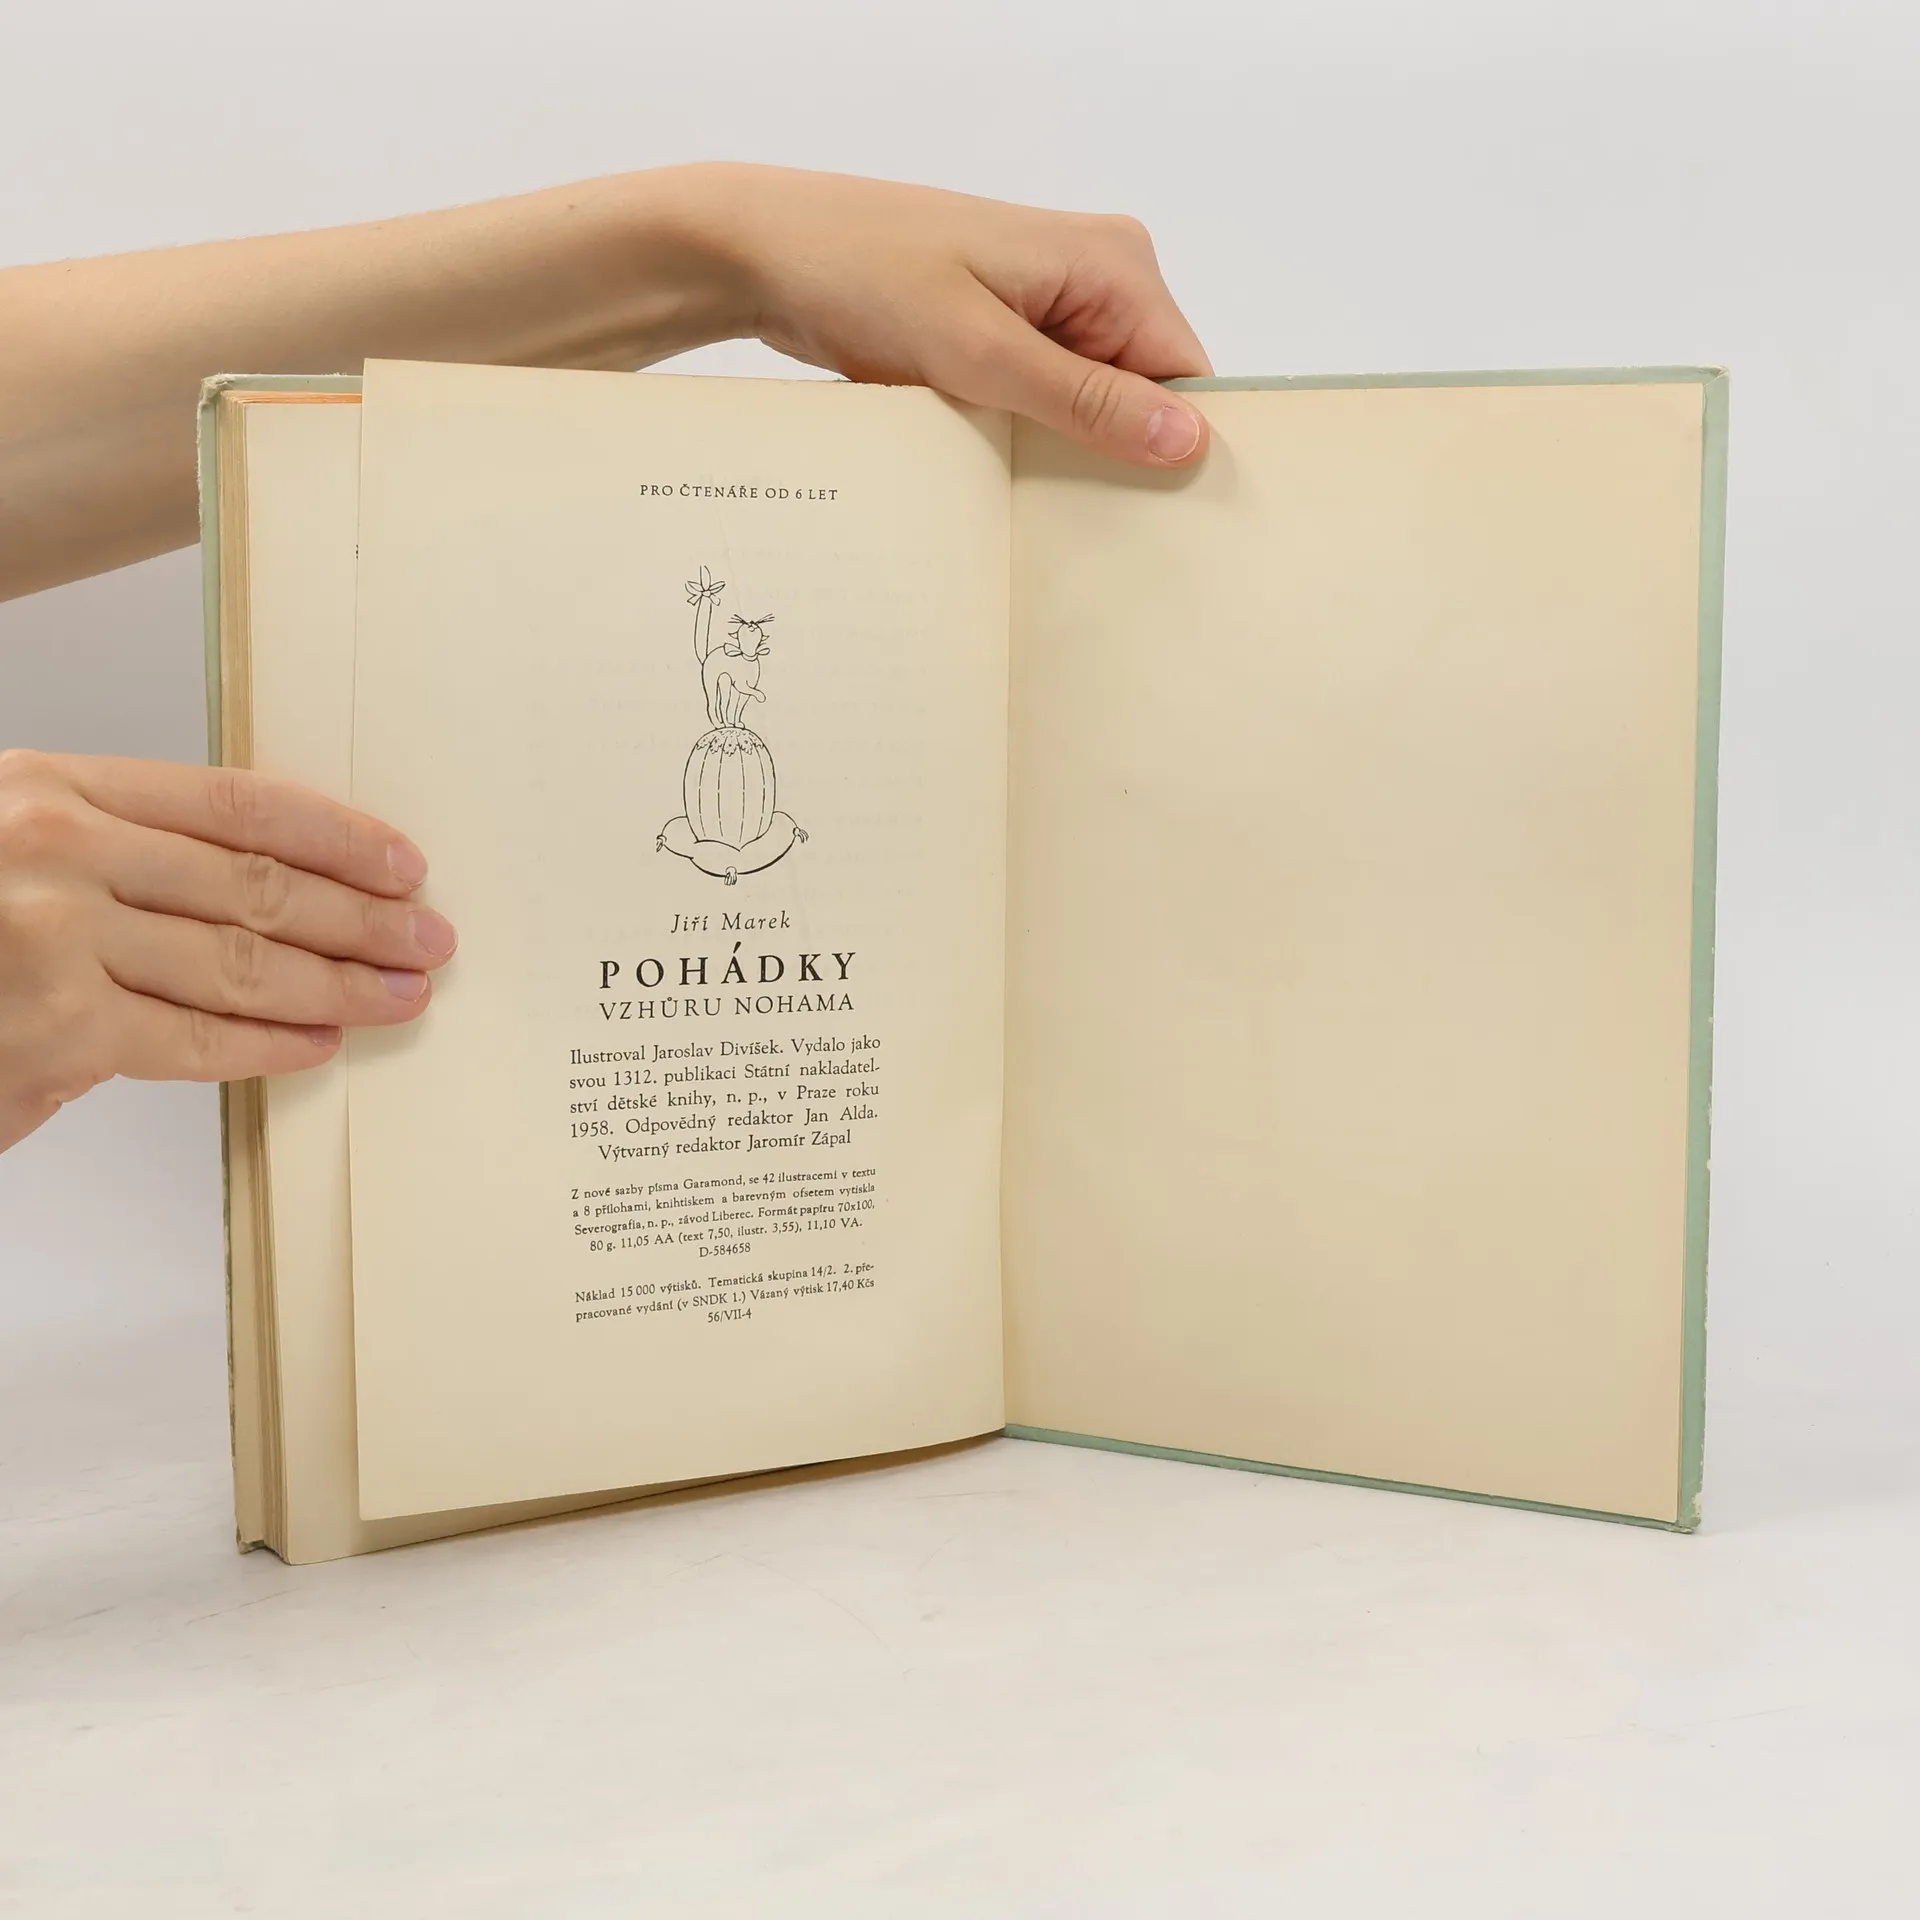 PRO ČTENÁŘE OD 6 LET
Jiří Marek
POHÁDKY
VZHŮRU NOHAMA
Ilustroval Jaroslav Divíšek. Vydalo jako
svou 1312. publikaci Státní nakladatel-
ství dětské knihy, n. p., v Praze roku
1958. Odpovědný redaktor Jan Alda.
Výtvarný redaktor Jaromír Zápal
Z nové sazby písma Garamond, se 42 ilustracemi v textu
a 8 přílohami, knihtiskem a barevným ofsetem vytiskla
Severografia, n. p., závod Liberec. Formát papíru 70x100,
80 g. 11,05 AA (text 7,50, ilustr. 3,55), 11,10 VA.
D-584658
Náklad 15 000 výtisků. Tematická skupina 14/2. 2. pře-
pracované vydání (v SNDK 1.) Vázaný výtisk 17,40 Kčs
56/VII-4